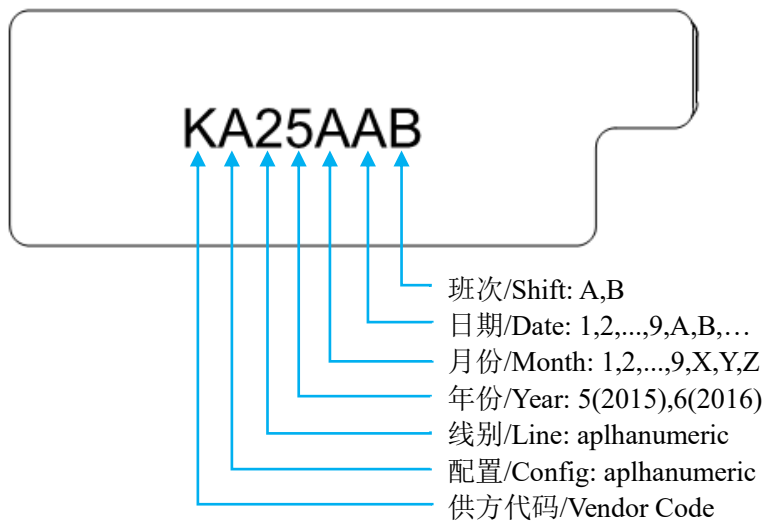 KA25AAB
班次/Shift: A,B
日期/Date: 1,2,...,9,A,B,…
月份/Month: 1,2,...,9,X,Y,Z
年份/Year: 5(2015),6(2016)
线别/Line: aplhanumeric
配置/Config: aplhanumeric
供方代码/Vendor Code